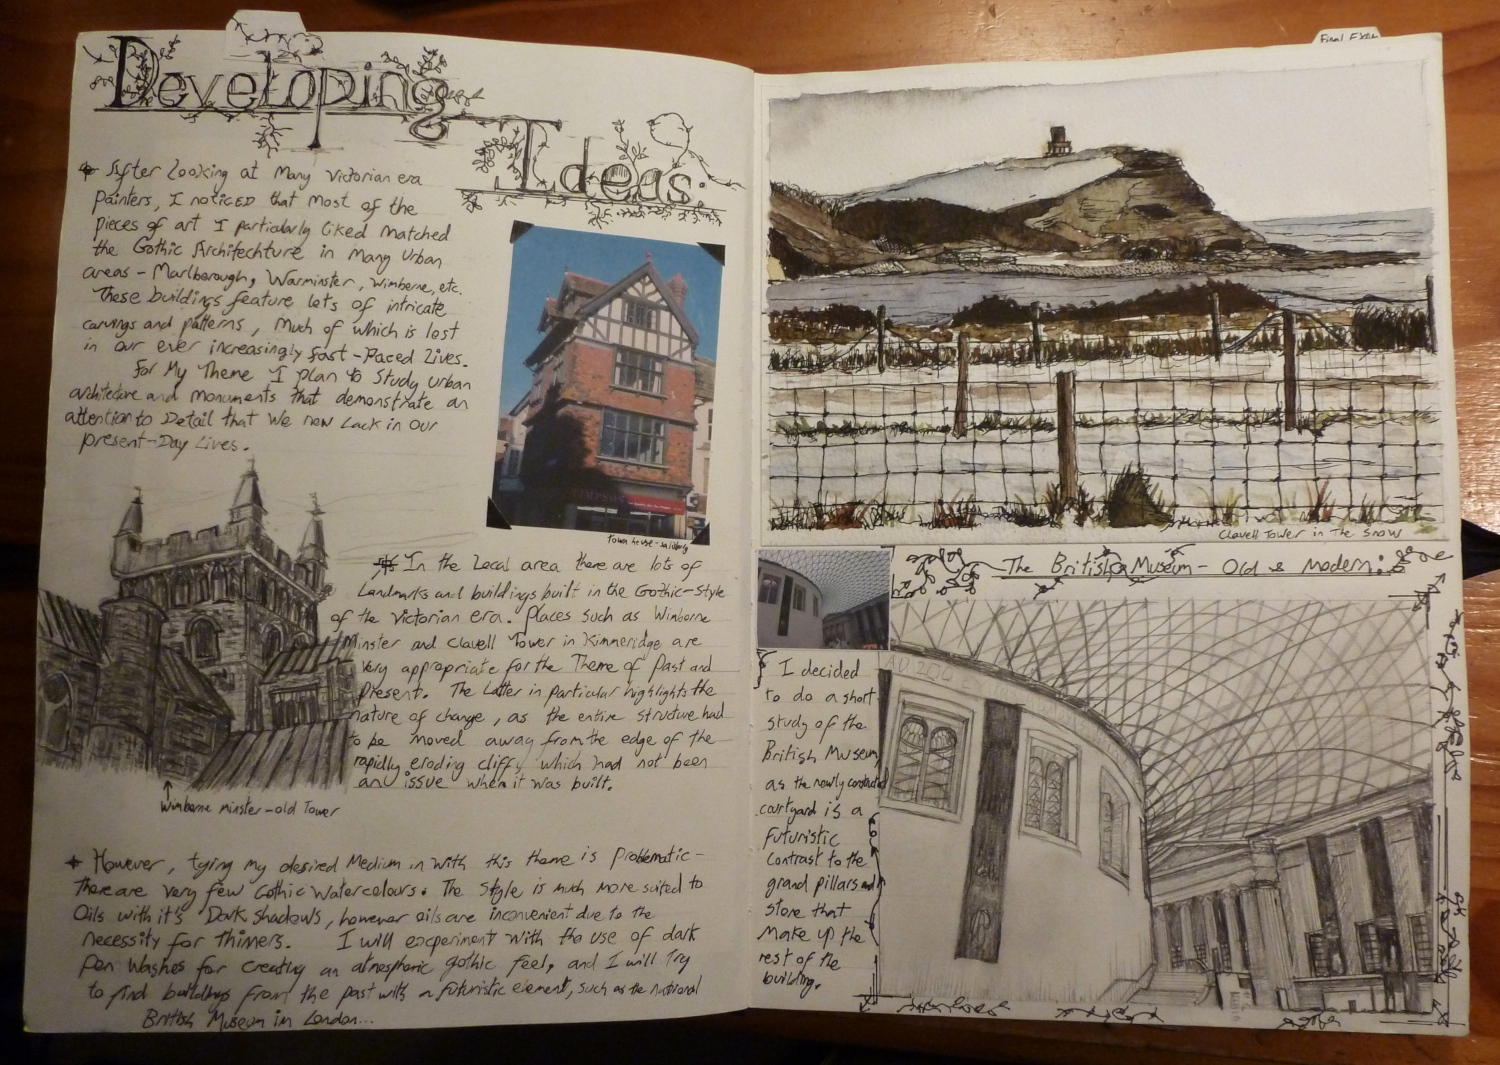 Final Exam
Developing
Ideas:
After looking at Many Victorian era
Painters, I noticed that most of the
pieces of art I particularly liked matched
the Gothic Architechture in Many Urban
areas - Marlborough, Warminster, Wimborne, etc.
These buildings feature lots of intricate
carvings and patterns, Much of which is lost
in our ever increasingly fast-Paced Lives.
For My Theme I plan to Study urban
architecture and monuments that demonstrate an
attention to Detail that We now Lack in our
present-Day Lives.
Town house - Salisbury
In the Local area there are lots of
Landmarks and buildings built in the Gothic-Style
of the Victorian era. Places such as Wimborne
Minster and Clavell Tower in Kimmeridge are
Very appropriate for the Theme of Past and
Present. The Latter in particular highlights the
nature of change, as the entire structure had
to be moved away from the edge of the
rapidly eroding cliff, which had not been
an issue when it was built.
Wimborne minster - old Tower
However, tying my desired Medium in with this theme is Problematic -
there are very few Gothic Watercolours. The Style is much more suited to
Oils with it's Dark Shadows, however oils are inconvenient due to the
necessity for thinners. I will experiment with the use of dark
pen washes for creating an atmospheric gothic feel, and I will Try
to find buildings from the past with a futuristic element, such as the national
British Museum in London...
Clavell Tower in The Snow
The British Museum - Old & Modern:
I decided
to do a short
study of the
British Museum,
as the newly constructed
courtyard is a
futuristic
contrast to the
grand pillars and
stone that
Make up the
rest of the
building.